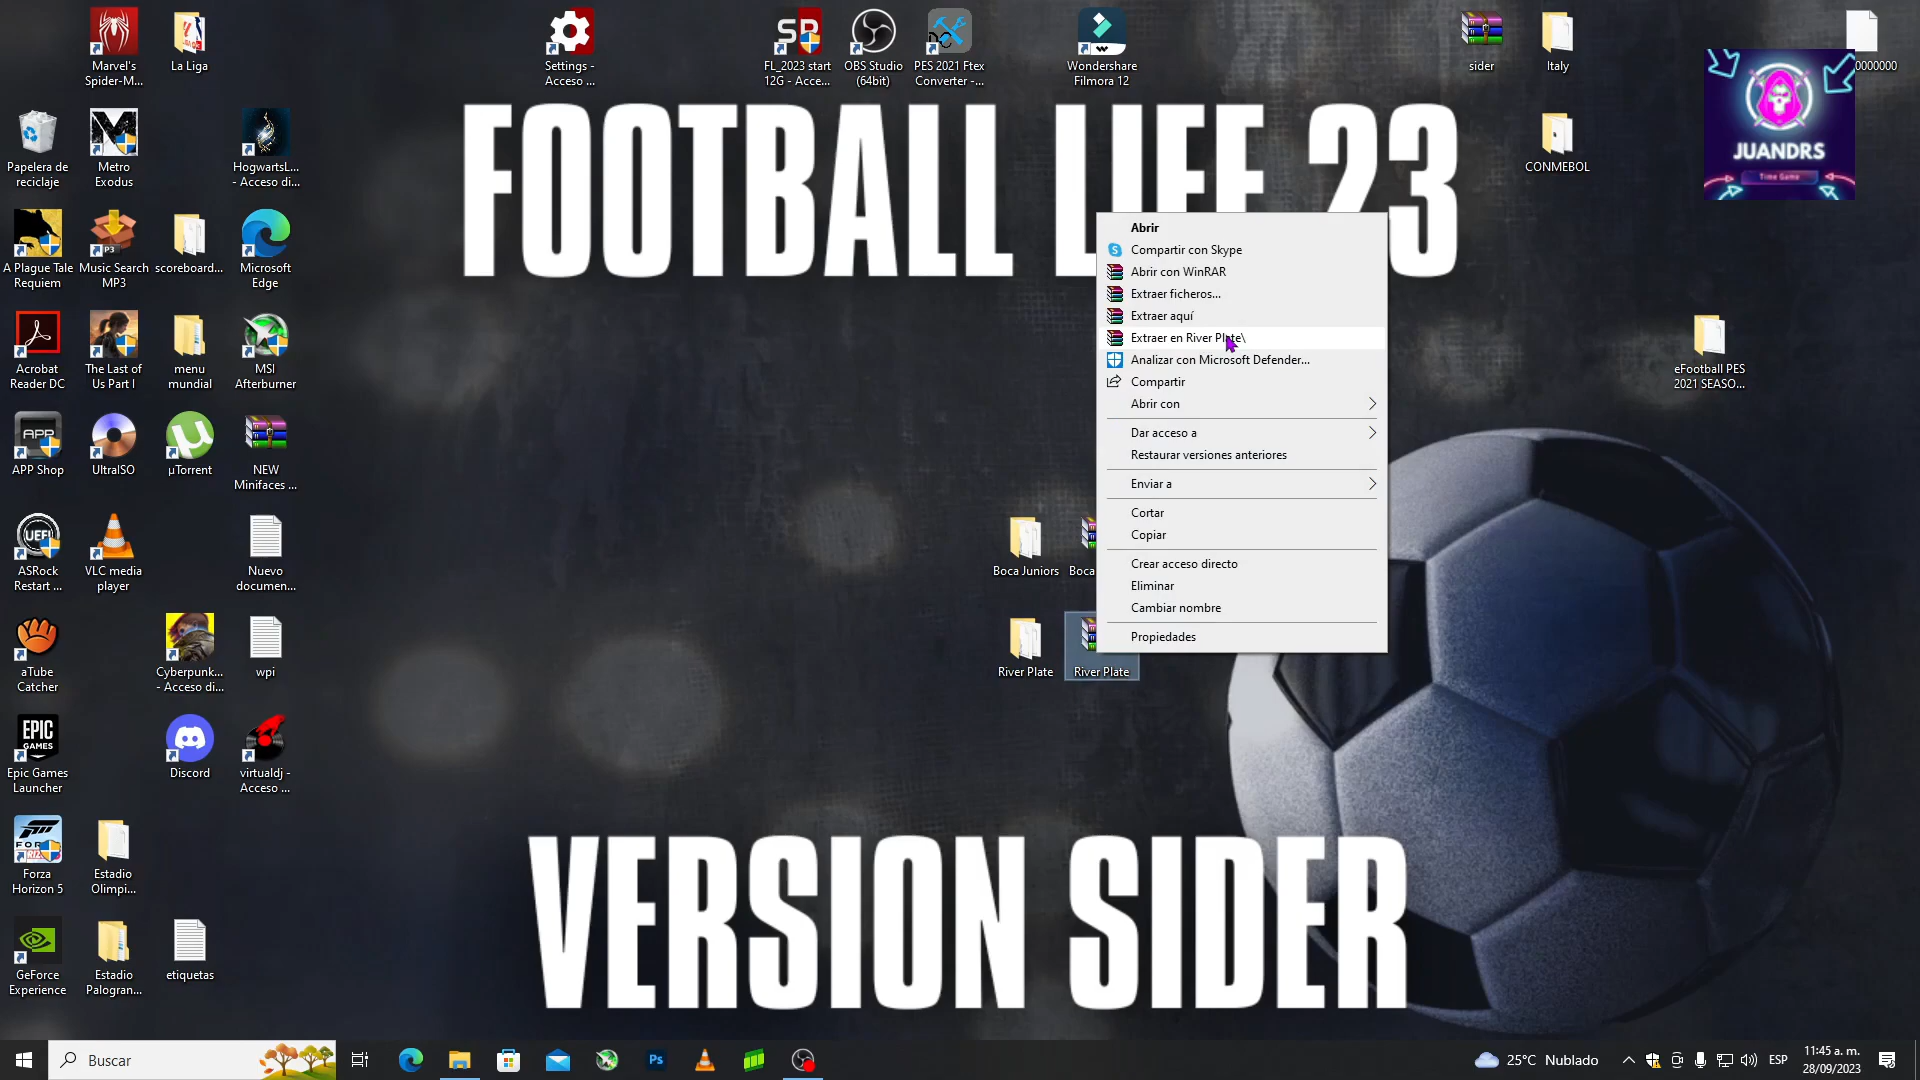 Marvel's
Spider-M...
La Liga
Settings -
Acceso ...
FL_2023 start
12G - Acce...
OBS Studio
(64bit)
PES 2021 Ftex
Converter -...
Wondershare
Filmora 12
sider
Italy
0000000
JUANDRS
Time Game
FOOTBALL LIFE 23
Papelera de
reciclaje
Metro
Exodus
HogwartsL...
- Acceso di...
CONMEBOL
A Plague Tale
Requiem
Music Search
MP3
scoreboard...
Microsoft
Edge
Abrir
Compartir con Skype
Abrir con WinRAR
Extraer ficheros...
Extraer aquí
Extraer en River Plate\
Analizar con Microsoft Defender...
Compartir
Abrir con
Dar acceso a
Restaurar versiones anteriores
Enviar a
Cortar
Copiar
Crear acceso directo
Eliminar
Cambiar nombre
Propiedades
Acrobat
Reader DC
The Last of
Us Part I
menu
mundial
MSI
Afterburner
eFootball PES
2021 SEASO...
APP
APP Shop
UltraISO
µTorrent
NEW
Minifaces ...
UEFI
ASRock
Restart ...
VLC media
player
Nuevo
documen...
Boca Juniors
Boca
aTube
Catcher
Cyberpunk...
- Acceso di...
wpi
River Plate
River Plate
EPIC
GAMES
Epic Games
Launcher
Discord
virtualdj -
Acceso ...
Forza
Horizon 5
Estadio
Olimpi...
VERSION SIDER
GeForce
Experience
Estadio
Palogran...
etiquetas
Buscar
Ps
25°C Nublado
ESP
11:45 a. m.
28/09/2023